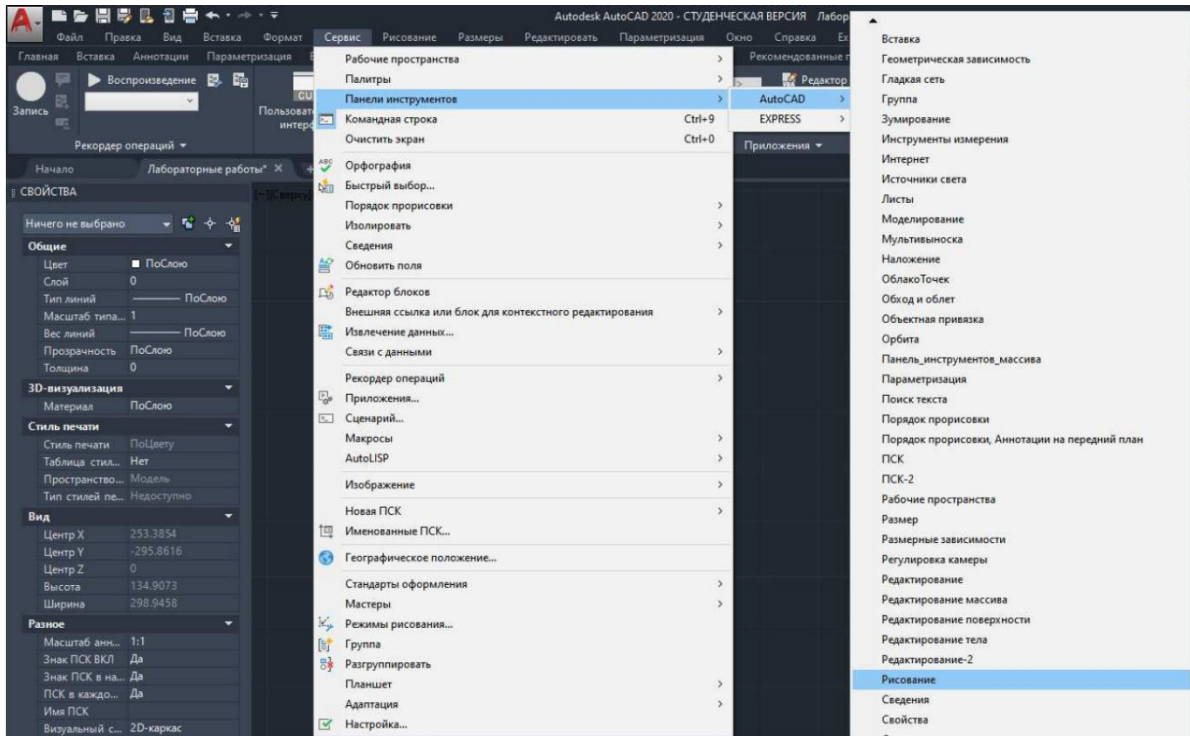 Autodesk AutoCAD 2020 - СТУДЕНЧЕСКАЯ ВЕРСИЯ Лабор
Файл Правка Вид Вставка Формат Сервис Рисование Размеры Редактировать Параметризация Окно Справка Ex
Главная Вставка Аннотации Параметризация
Рекомендованные
Запись
Воспроизведение
Рекордер операций
CU
Пользоват
интерф
Редактор
Приложения
Начало
Лабораторные работы*
СВОЙСТВА
Ничего не выбрано
Общие
Цвет ПоСлою
Слой 0
Тип линий ПоСлою
Масштаб типа... 1
Вес линий ПоСлою
Прозрачность ПоСлою
Толщина 0
3D-визуализация
Материал ПоСлою
Стиль печати
Стиль печати ПоЦвету
Таблица стил... Нет
Пространство... Модель
Тип стилей пе... Недоступно
Вид
Центр X 253.3854
Центр Y -295.8616
Центр Z 0
Высота 134.9073
Ширина 298.9458
Разное
Масштаб анн... 1:1
Знак ПСК ВКЛ Да
Знак ПСК в на... Да
ПСК в каждо... Да
Имя ПСК
Визуальный с... 2D-каркас
Рабочие пространства
Палитры
Панели инструментов
Командная строка Ctrl+9
Очистить экран Ctrl+0
Орфография
Быстрый выбор...
Порядок прорисовки
Изолировать
Сведения
Обновить поля
Редактор блоков
Внешняя ссылка или блок для контекстного редактирования
Извлечение данных...
Связи с данными
Рекордер операций
Приложения...
Сценарий...
Макросы
AutoLISP
Изображение
Новая ПСК
Именованные ПСК...
Географическое положение...
Стандарты оформления
Мастеры
Режимы рисования...
Группа
Разгруппировать
Планшет
Адаптация
Настройка...
AutoCAD
EXPRESS
Вставка
Геометрическая зависимость
Гладкая сеть
Группа
Зумирование
Инструменты измерения
Интернет
Источники света
Листы
Моделирование
Мультивыноска
Наложение
ОблакоТочек
Обход и облет
Объектная привязка
Орбита
Панель_инструментов_массива
Параметризация
Поиск текста
Порядок прорисовки
Порядок прорисовки, Аннотации на передний план
ПСК
ПСК-2
Рабочие пространства
Размер
Размерные зависимости
Регулировка камеры
Редактирование
Редактирование массива
Редактирование поверхности
Редактирование тела
Редактирование-2
Рисование
Сведения
Свойства